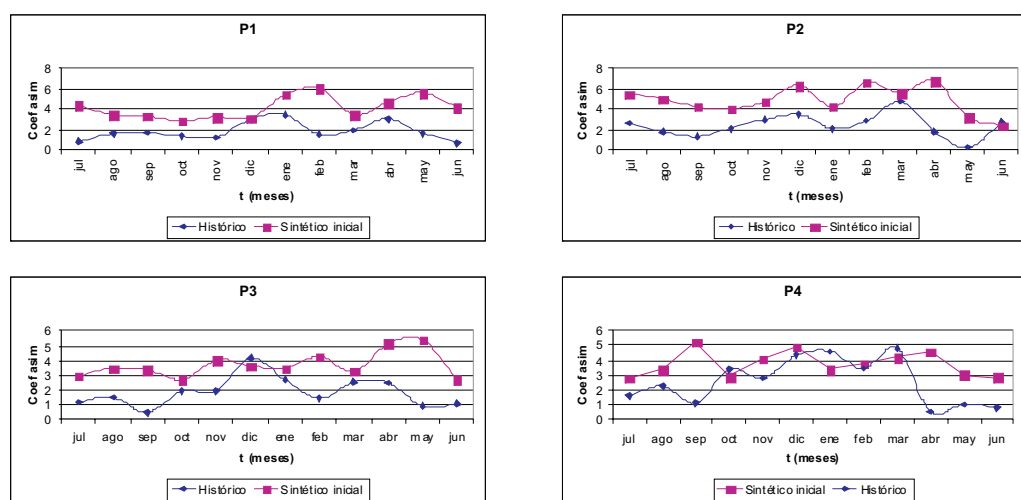 P1
Coef asim
8
6
4
2
0
jul ago sep oct nov dic ene feb mar abr may jun
t (meses)
Histórico Sintético inicial
P2
Coef asim
8
6
4
2
0
jul ago sep oct nov dic ene feb mar abr may jun
t (meses)
Histórico Sintético inicial
P3
Coef asim
6
5
4
3
2
1
0
jul ago sep oct nov dic ene feb mar abr may jun
t (meses)
Histórico Sintético inicial
P4
Coef asim
6
5
4
3
2
1
0
jul ago sep oct nov dic ene feb mar abr may jun
t (meses)
Sintético inicial Histórico